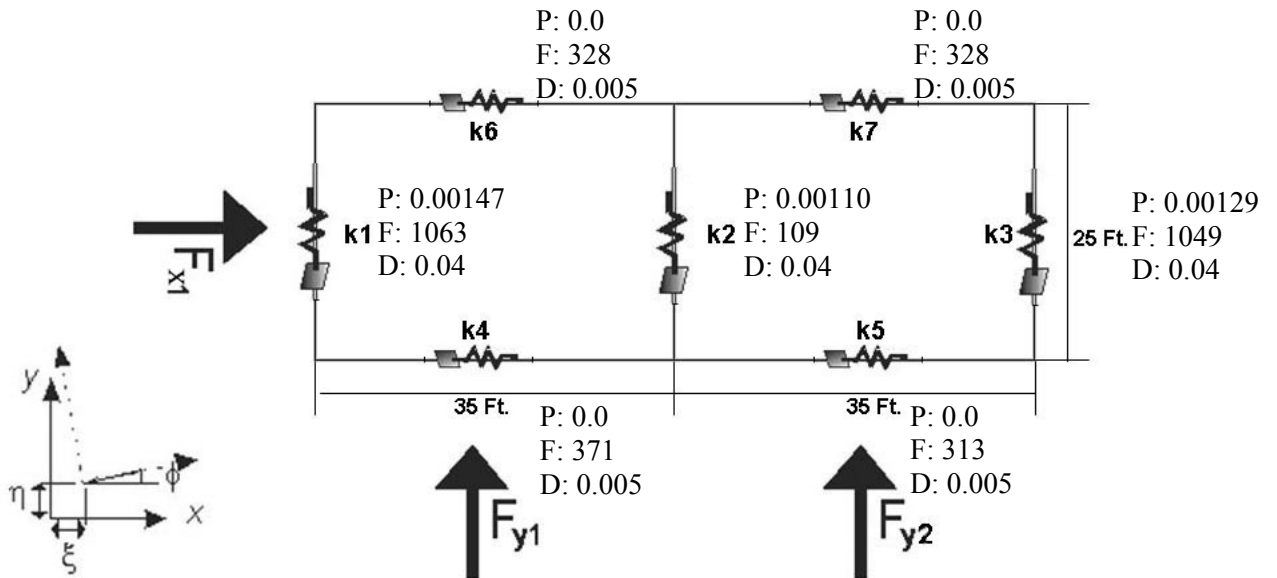 P: 0.0
F: 328
D: 0.005
P: 0.0
F: 328
D: 0.005
k6
k7
P: 0.00147
k1 F: 1063
D: 0.04
P: 0.00110
k2 F: 109
D: 0.04
P: 0.00129
k3 25 Ft. F: 1049
D: 0.04
Fx1
k4
k5
35 Ft.
35 Ft.
P: 0.0
F: 371
D: 0.005
P: 0.0
F: 313
D: 0.005
Fy1
Fy2
y
η
ϕ
x
ξ